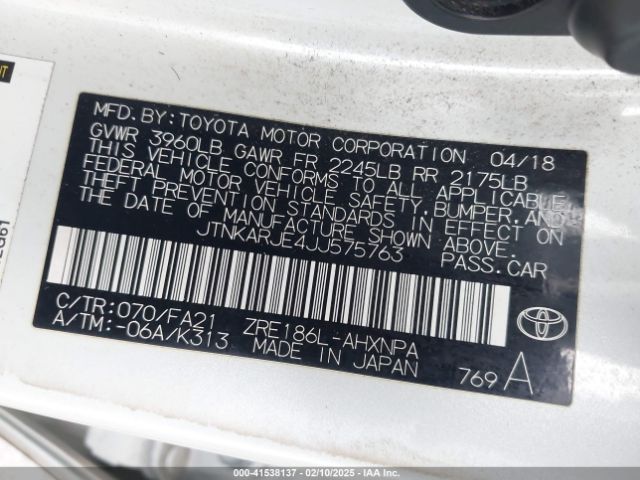 MFD.BY:TOYOTA MOTOR CORPORATION 04/18
GVWR 3960LB GAWR FR 2245LB RR 2175LB
THIS VEHICLE CONFORMS TO ALL APPLICABLE
FEDERAL MOTOR VEHICLE SAFETY,BUMPER,AND
THEFT PREVENTION STANDARDS IN EFFECT ON
THE DATE OF MANUFACTURE SHOWN ABOVE.
JTNKARJE4JJ575763 PASS.CAR
C/TR:070/FA21 ZRE186L-AHXNPA
A/TM:-06A/K313 MADE IN JAPAN
769 A
000-41538137 - 02/10/2025 - IAAI.COM